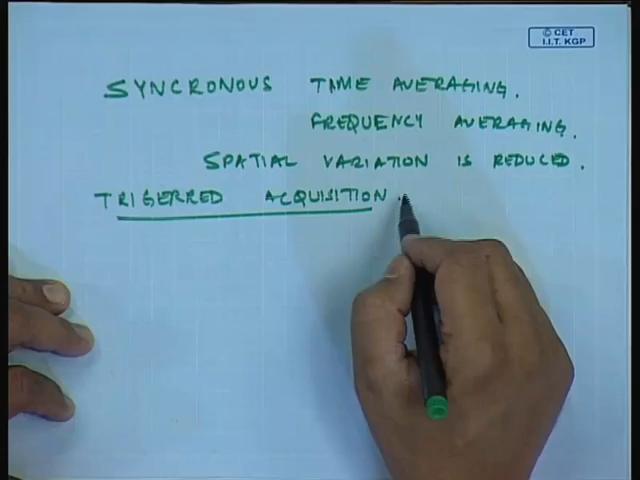 © CET
I.I.T. KGP
SYNCRONOUS TIME AVERAGING.
FREQUENCY AVERAGING.
SPATIAL VARIATION IS REDUCED.
TRIGERRED ACQUISITION